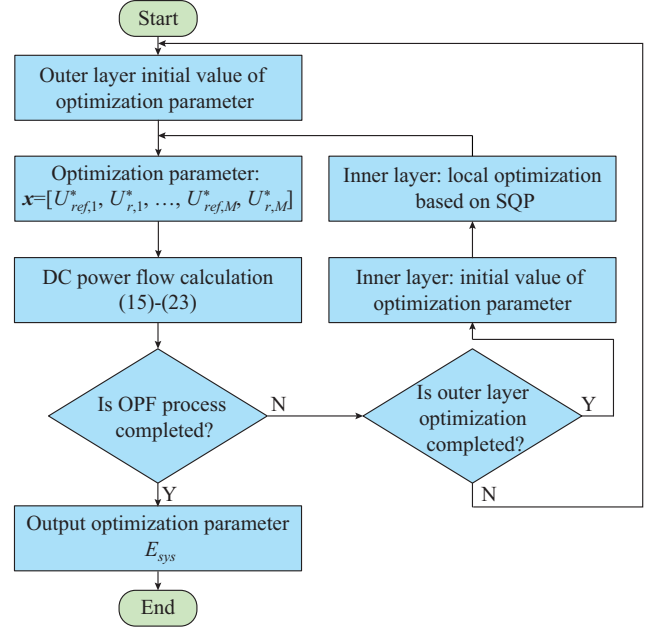 Start
Outer layer initial value of
optimization parameter
Optimization parameter:
x=[U*ref,1, U*r,1, …, U*ref,M, U*r,M]
Inner layer: local optimization
based on SQP
DC power flow calculation
(15)-(23)
Inner layer: initial value of
optimization parameter
Is OPF process
completed?
N
Is outer layer
optimization
completed?
Y
Y
N
Output optimization parameter
Esys
End